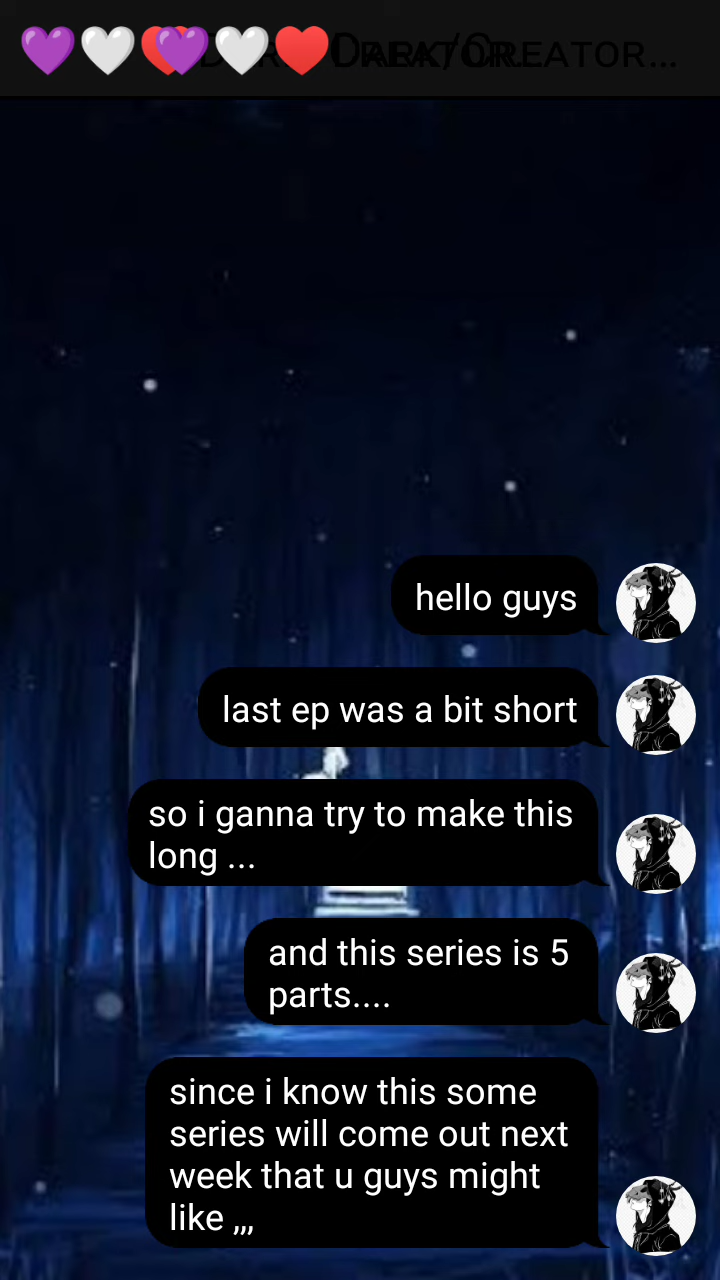 hello guys
last ep was a bit short
so i ganna try to make this
long ...
and this series is 5
parts....
since i know this some
series will come out next
week that u guys might
like ,,,